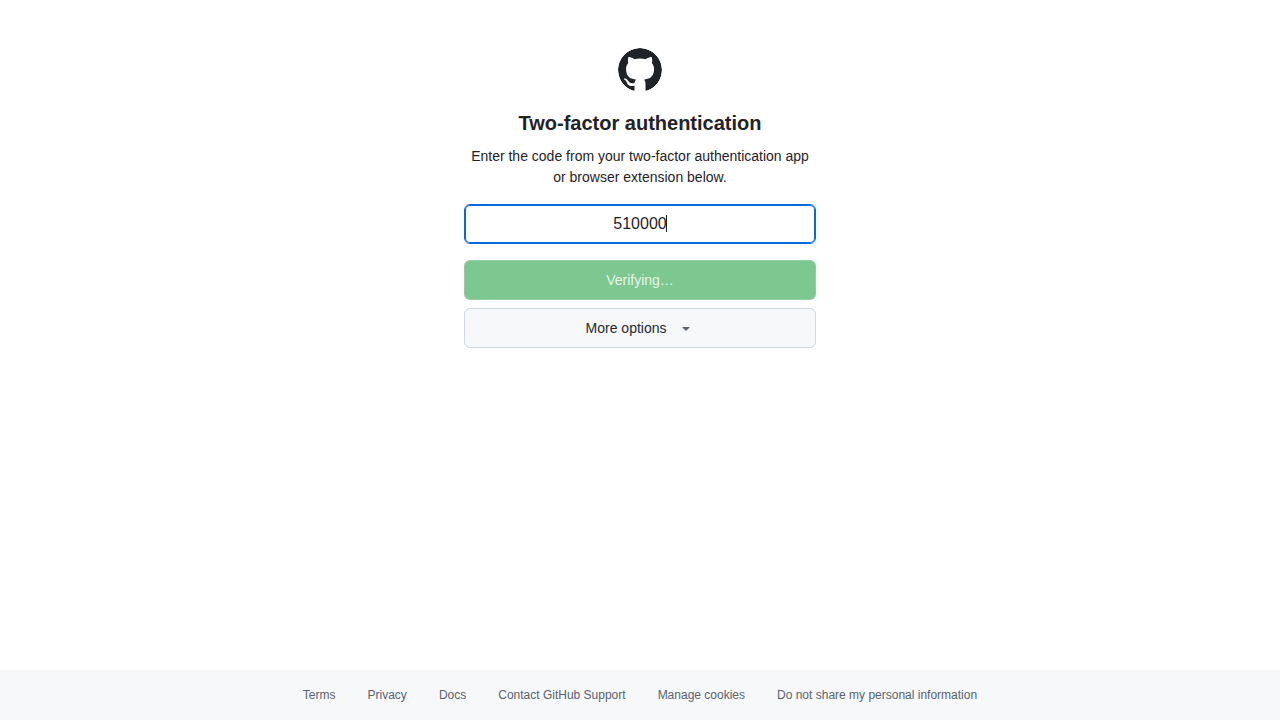 Two-factor authentication
Enter the code from your two-factor authentication app
or browser extension below.
510000
Verifying…
More options
Terms Privacy Docs Contact GitHub Support Manage cookies Do not share my personal information